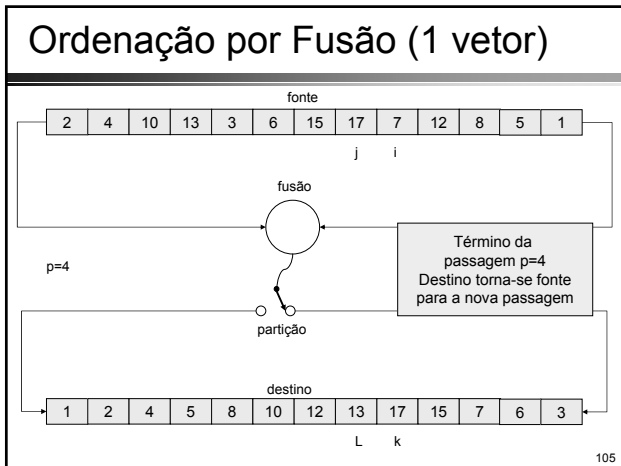 Ordenação por Fusão (1 vetor)
fonte
2 4 10 13 3 6 15 17 7 12 8 5 1
j i
fusão
p=4
Término da
passagem p=4
Destino torna-se fonte
para a nova passagem
partição
destino
1 2 4 5 8 10 12 13 17 15 7 6 3
L k
105